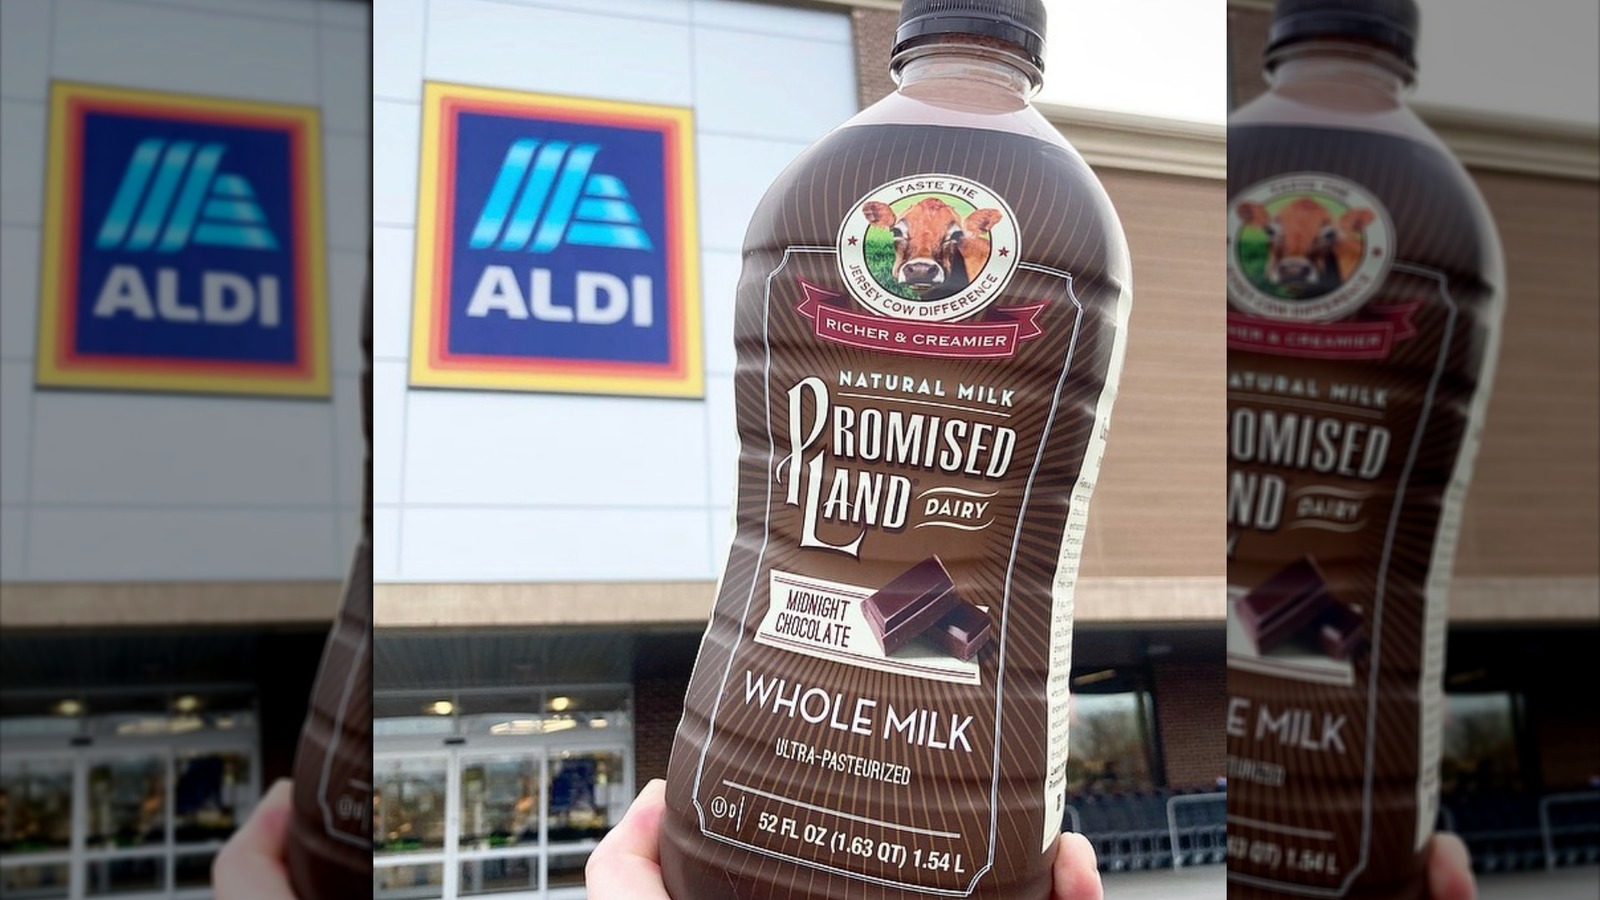 ALDI
ALDI
TASTE THE
JERSEY COW DIFFERENCE
RICHER & CREAMIER
NATURAL MILK
PROMISED
LAND DAIRY
MIDNIGHT
CHOCOLATE
WHOLE MILK
ULTRA-PASTEURIZED
U D
52 FL OZ (1.63 QT) 1.54 L